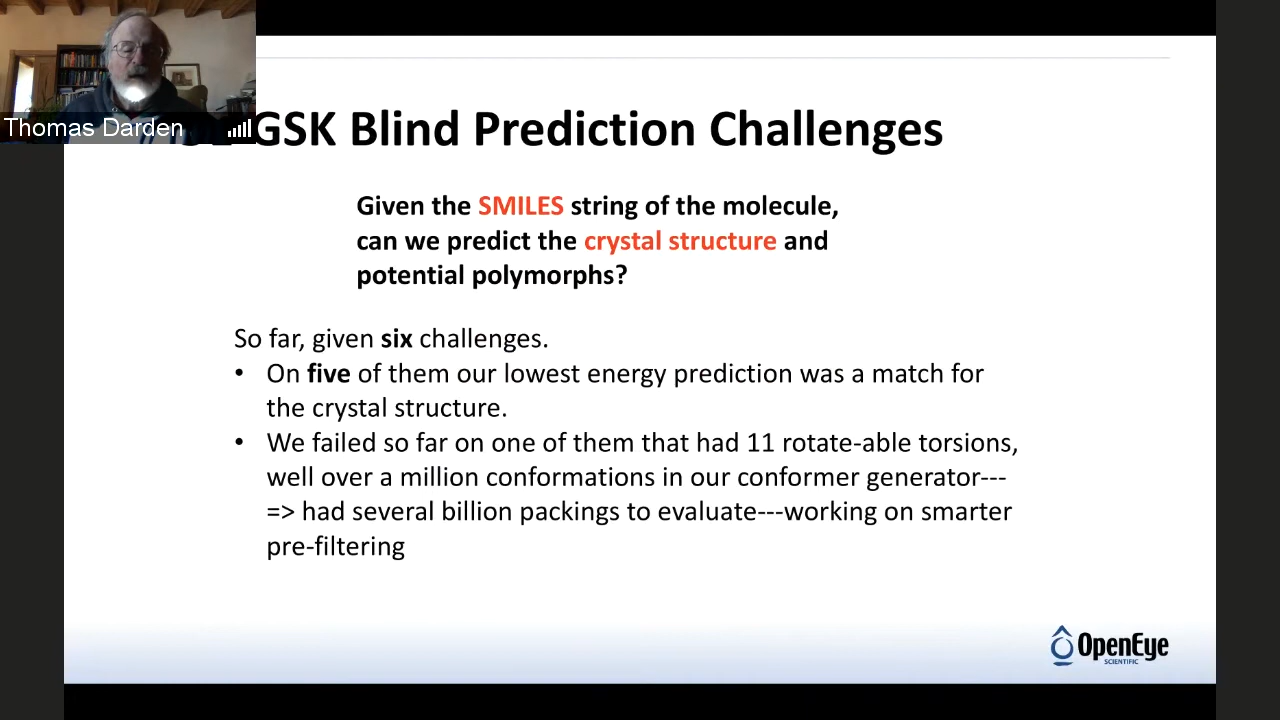 Thomas Darden
GSK Blind Prediction Challenges
Given the SMILES string of the molecule,
can we predict the crystal structure and
potential polymorphs?
So far, given six challenges.
• On five of them our lowest energy prediction was a match for
the crystal structure.
• We failed so far on one of them that had 11 rotate-able torsions,
well over a million conformations in our conformer generator---
=> had several billion packings to evaluate---working on smarter
pre-filtering
OpenEye
SCIENTIFIC